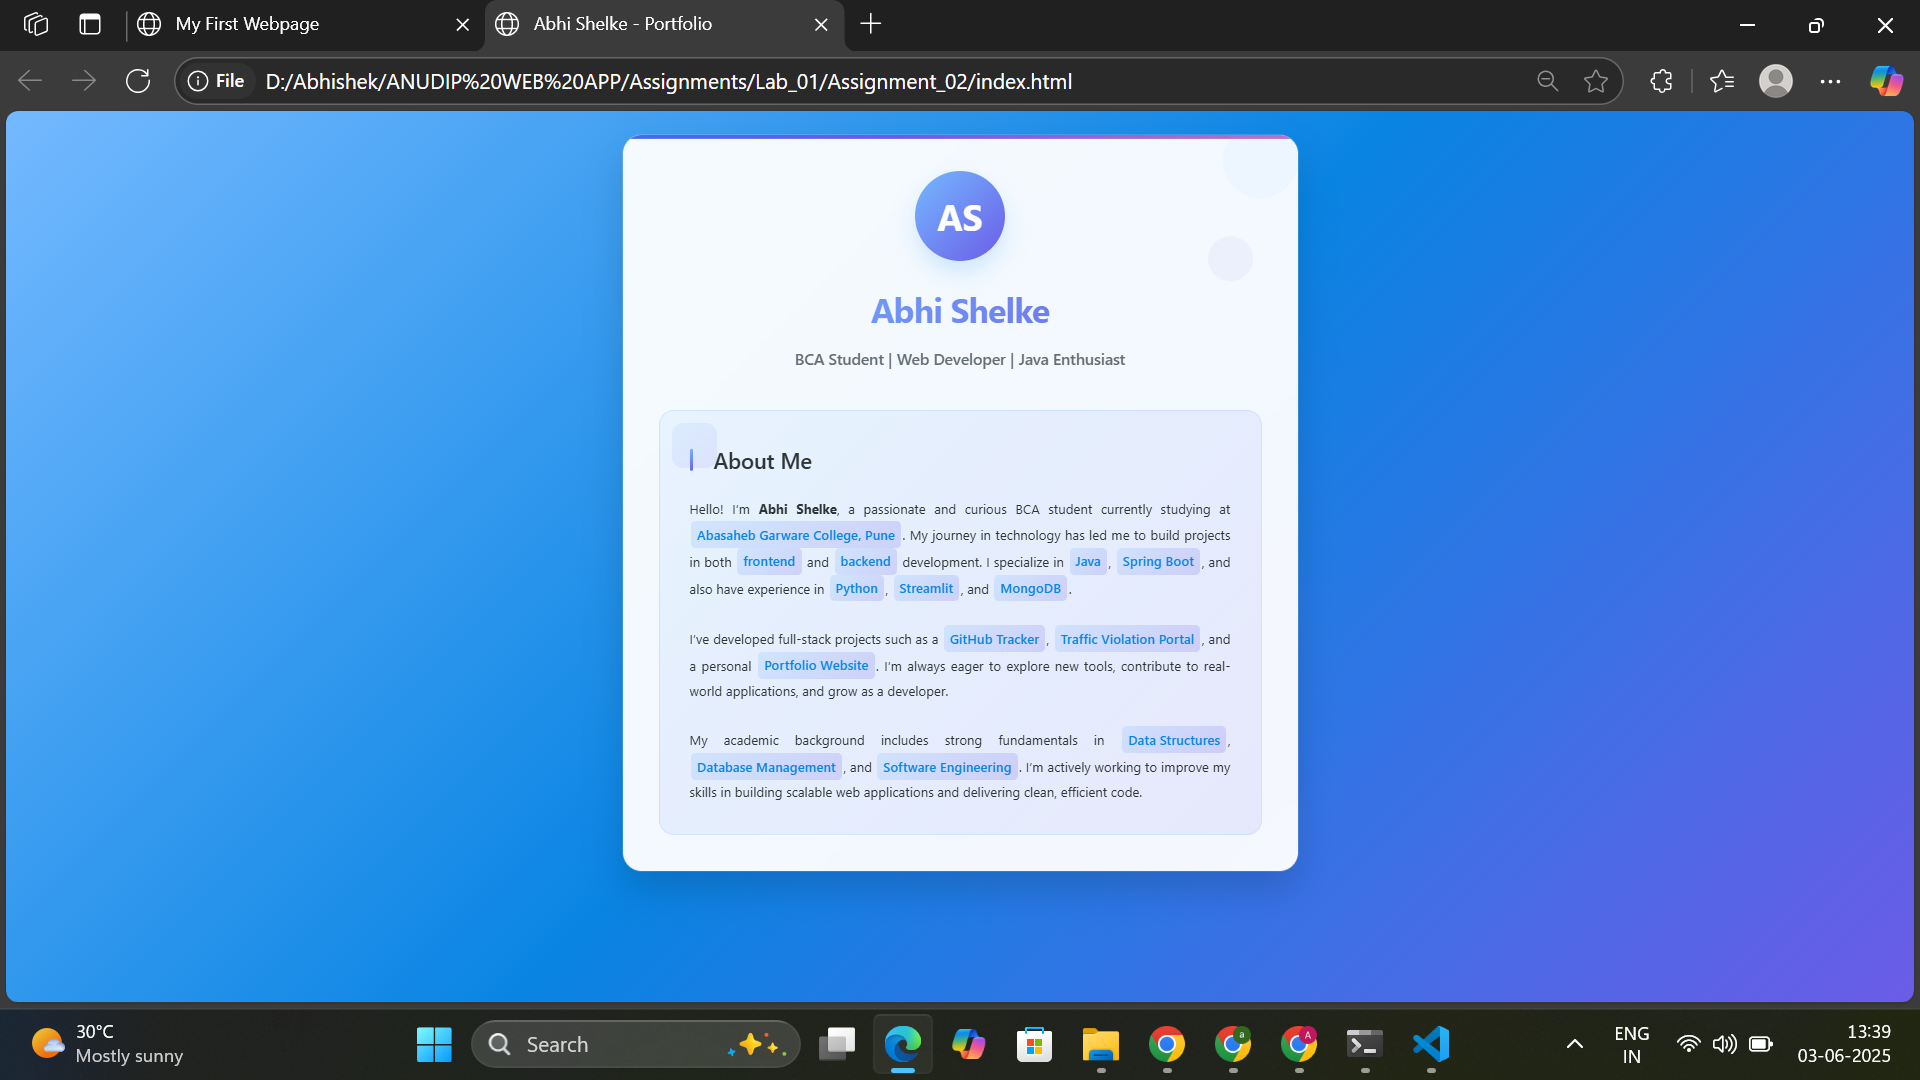 My First Webpage
Abhi Shelke - Portfolio
File
D:/Abhishek/ANUDIP%20WEB%20APP/Assignments/Lab_01/Assignment_02/index.html
AS
Abhi Shelke
BCA Student | Web Developer | Java Enthusiast
About Me
Hello! I’m Abhi Shelke, a passionate and curious BCA student currently studying at
Abasaheb Garware College, Pune . My journey in technology has led me to build projects
in both frontend and backend development. I specialize in Java , Spring Boot , and
also have experience in Python , Streamlit , and MongoDB .
I’ve developed full-stack projects such as a GitHub Tracker , Traffic Violation Portal , and
a personal Portfolio Website . I’m always eager to explore new tools, contribute to real-
world applications, and grow as a developer.
My academic background includes strong fundamentals in Data Structures ,
Database Management , and Software Engineering . I’m actively working to improve my
skills in building scalable web applications and delivering clean, efficient code.
30°C
Mostly sunny
Search
a
A
ENG
IN
13:39
03-06-2025